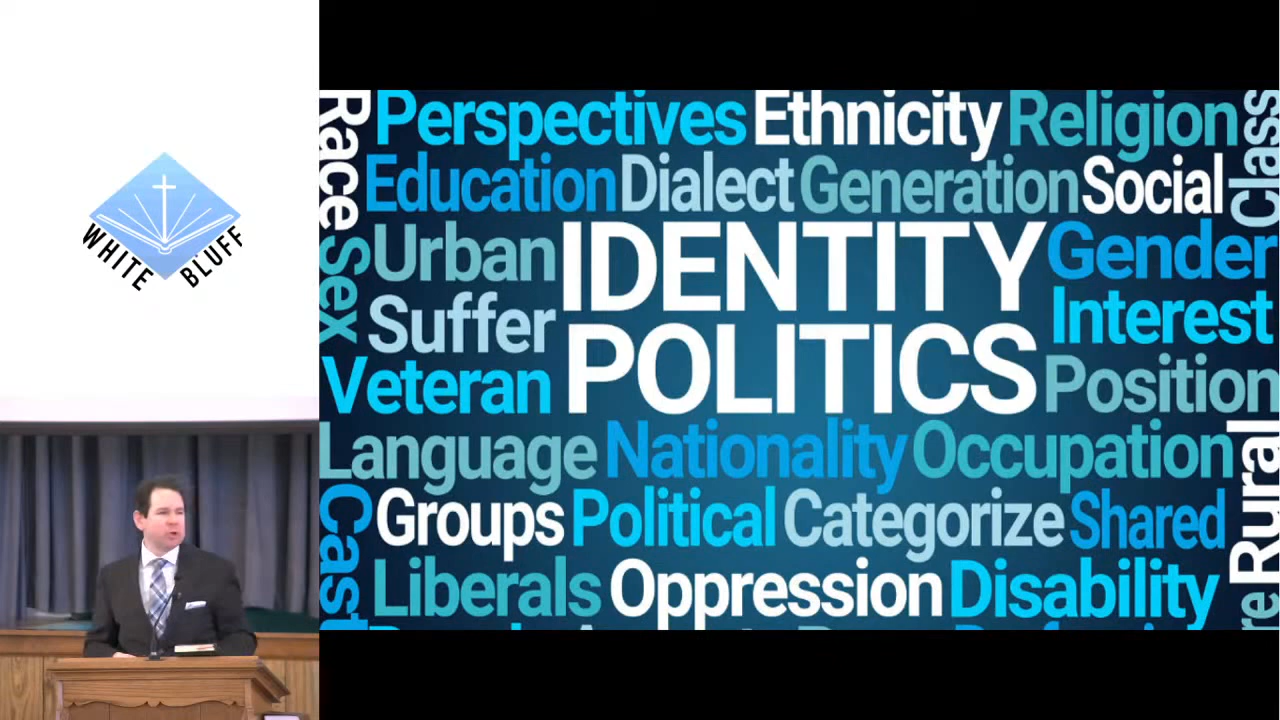 WHITE BLUFF
Race
Perspectives Ethnicity Religion
Class
Education Dialect Generation Social
Sex
Urban IDENTITY Gender
Suffer POLITICS Interest
Veteran Position
Language Nationality Occupation
Rural
Groups Political Categorize Shared
Liberals Oppression Disability